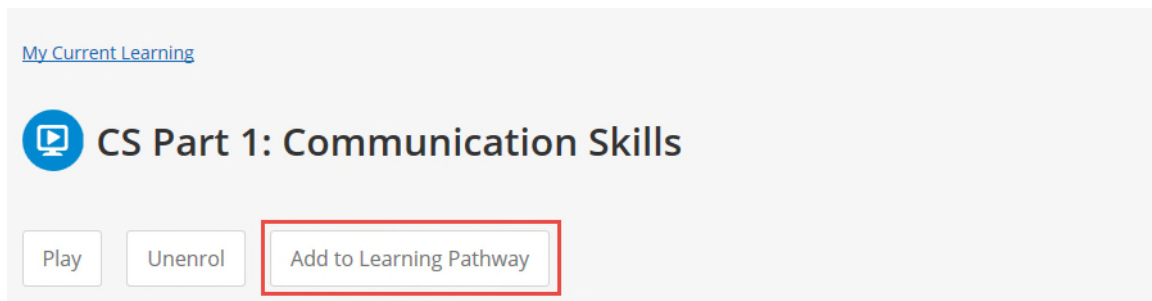 My Current Learning
CS Part 1: Communication Skills
Play Unenrol Add to Learning Pathway